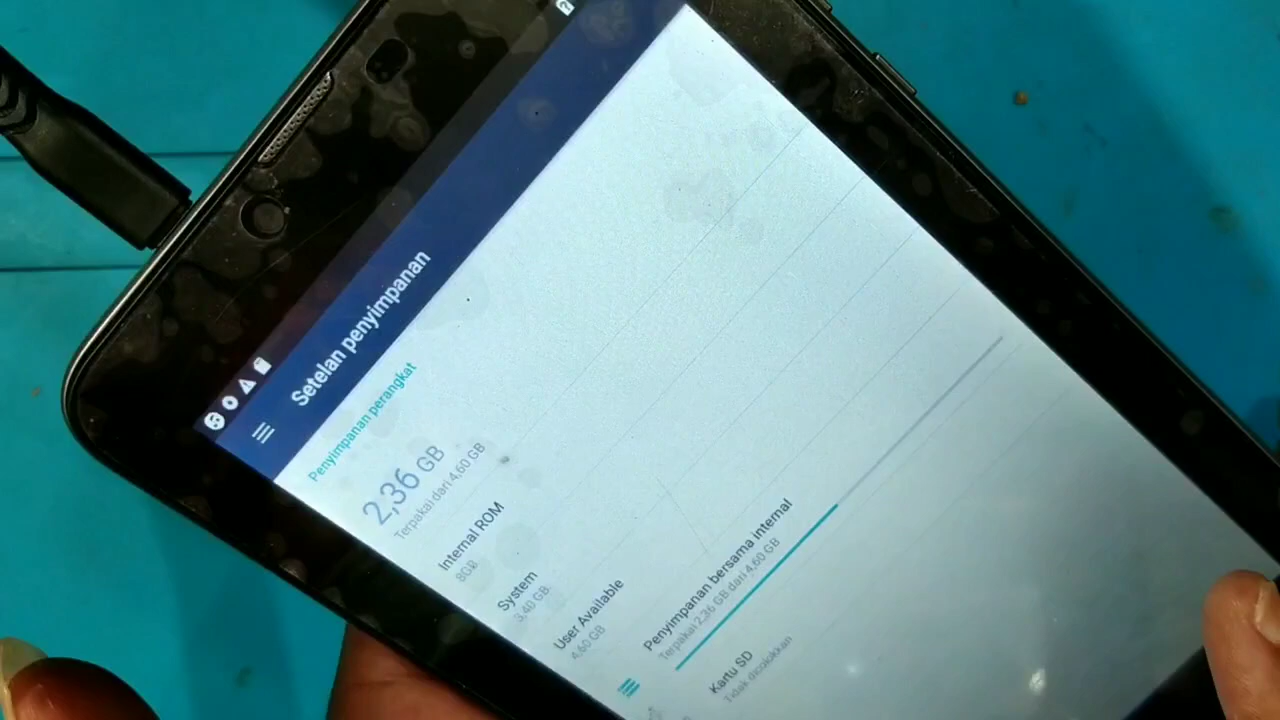 Setelan penyimpanan
Penyimpanan perangkat
2,36 GB
Terpakai dari 4,60 GB
Internal ROM
8GB
System
3.40 GB
User Available
4.60 GB
Penyimpanan bersama internal
Terpakai 2,36 GB dari 4,60 GB
Kartu SD
Tidak dicolokkan